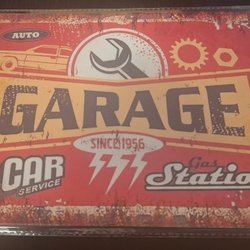 AUTO
GARAGE
SINCE 1956
CAR
SERVICE
Gas
Station